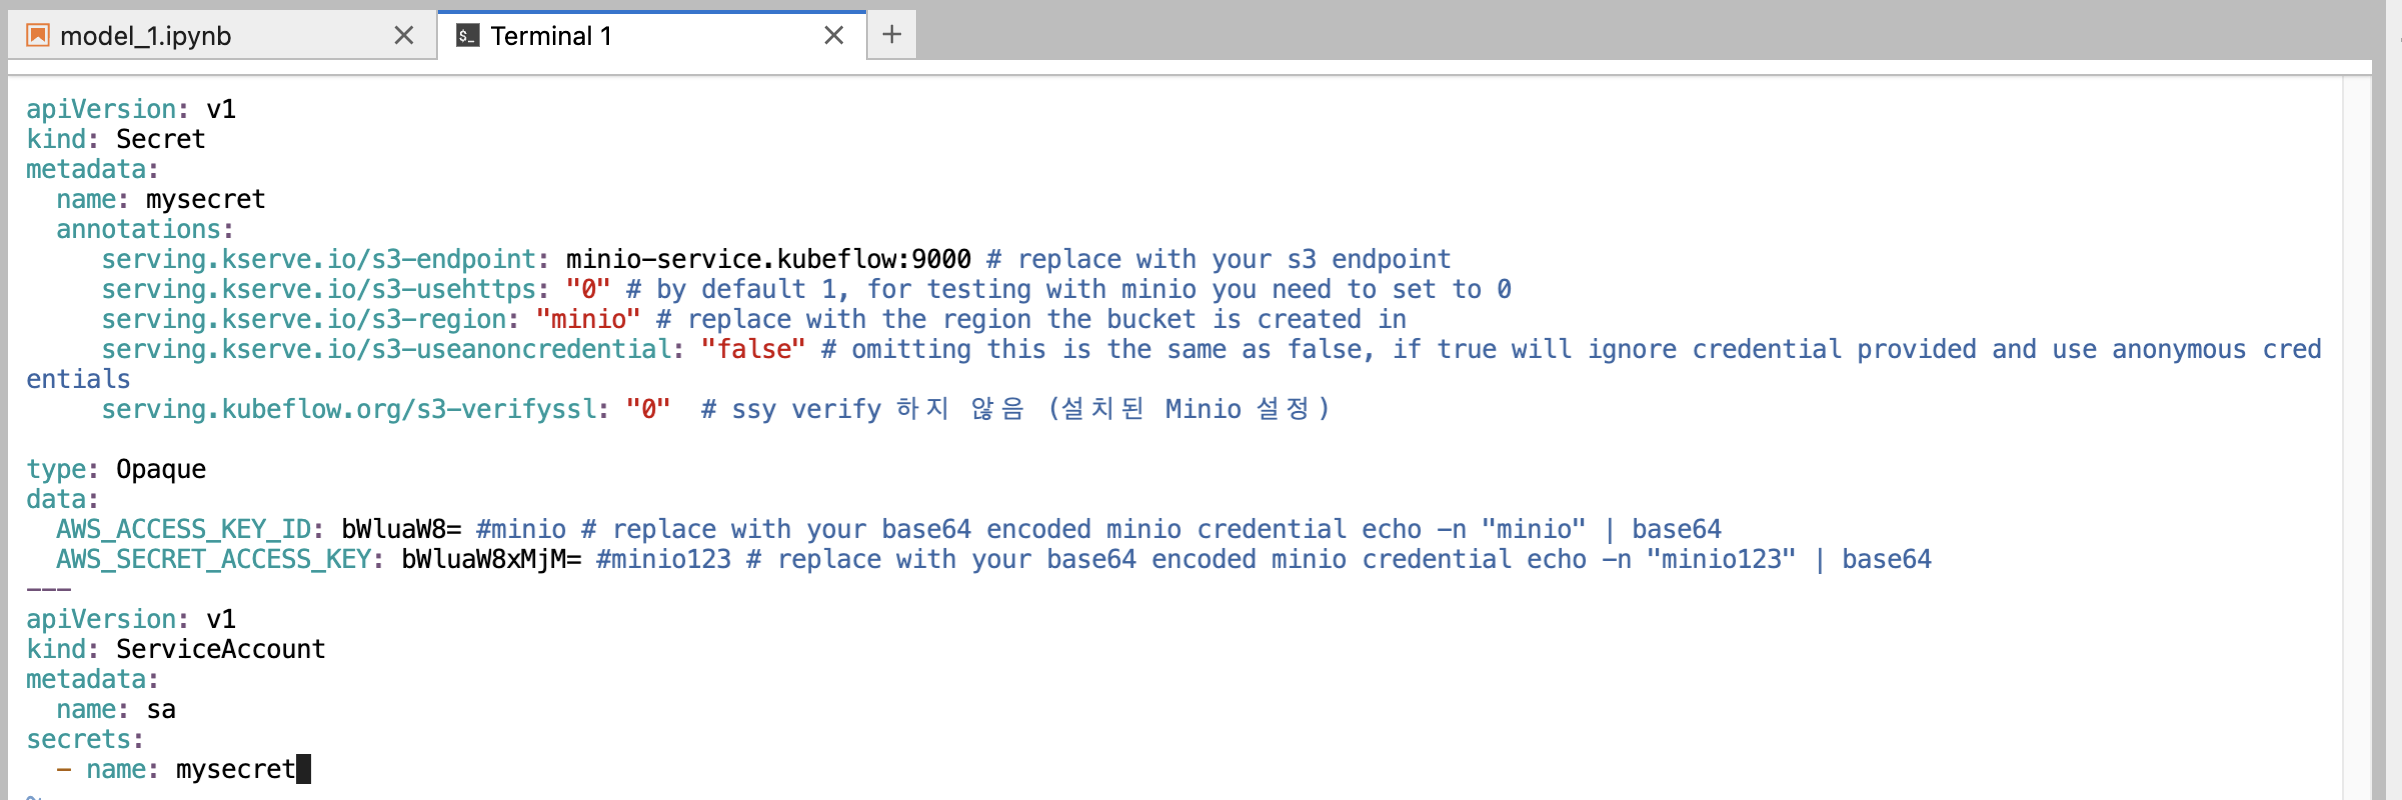 model_1.ipynb
Terminal 1
apiVersion: v1
kind: Secret
metadata:
  name: mysecret
  annotations:
     serving.kserve.io/s3-endpoint: minio-service.kubeflow:9000 # replace with your s3 endpoint
     serving.kserve.io/s3-usehttps: "0" # by default 1, for testing with minio you need to set to 0
     serving.kserve.io/s3-region: "minio" # replace with the region the bucket is created in
     serving.kserve.io/s3-useanoncredential: "false" # omitting this is the same as false, if true will ignore credential provided and use anonymous cred
entials
     serving.kubeflow.org/s3-verifyssl: "0"  # ssy verify 하지 않음 (설치된 Minio 설정)
type: Opaque
data:
  AWS_ACCESS_KEY_ID: bWluaW8= #minio # replace with your base64 encoded minio credential echo -n "minio" | base64
  AWS_SECRET_ACCESS_KEY: bWluaW8xMjM= #minio123 # replace with your base64 encoded minio credential echo -n "minio123" | base64
---
apiVersion: v1
kind: ServiceAccount
metadata:
  name: sa
secrets:
  - name: mysecret